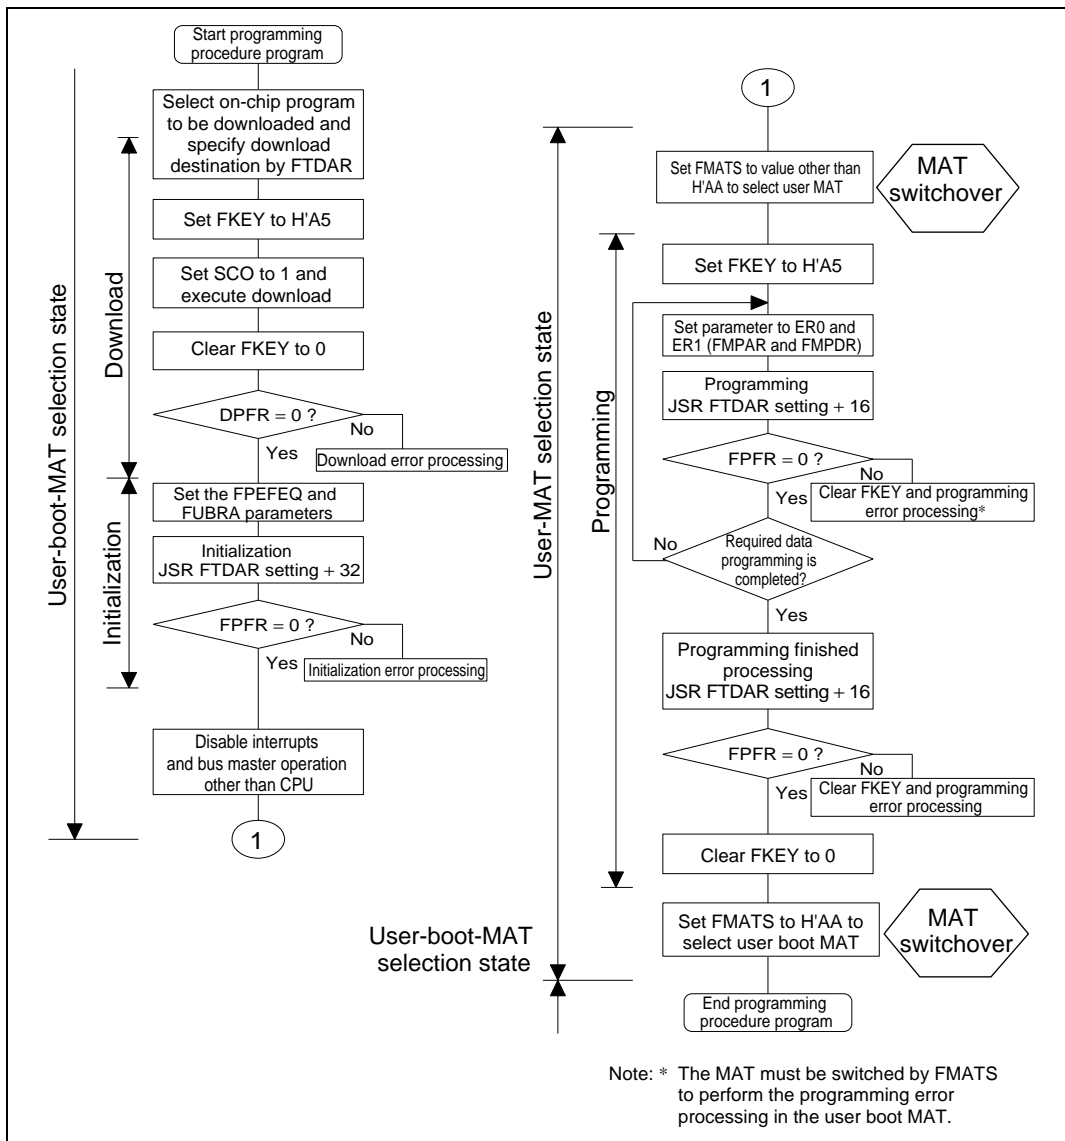 Start programming
procedure program
Select on-chip program
to be downloaded and
specify download
destination by FTDAR
Set FKEY to H'A5
Set SCO to 1 and
execute download
Clear FKEY to 0
DPFR = 0 ?
No
Yes
Download error processing
Set the FPEFEQ and
FUBRA parameters
Initialization
JSR FTDAR setting + 32
FPFR = 0 ?
No
Yes
Initialization error processing
Disable interrupts
and bus master operation
other than CPU
1
User-boot-MAT selection state
Download
Initialization
1
Set FMATS to value other than
H'AA to select user MAT
MAT
switchover
Set FKEY to H'A5
Set parameter to ER0 and
ER1 (FMPAR and FMPDR)
Programming
JSR FTDAR setting + 16
FPFR = 0 ?
No
Yes
Clear FKEY and programming
error processing*
Required data
programming is
completed?
No
Yes
Programming finished
processing
JSR FTDAR setting + 16
FPFR = 0 ?
No
Yes
Clear FKEY and programming
error processing
Clear FKEY to 0
Set FMATS to H'AA to
select user boot MAT
MAT
switchover
End programming
procedure program
User-MAT selection state
Programming
User-boot-MAT
selection state
Note: * The MAT must be switched by FMATS
to perform the programming error
processing in the user boot MAT.